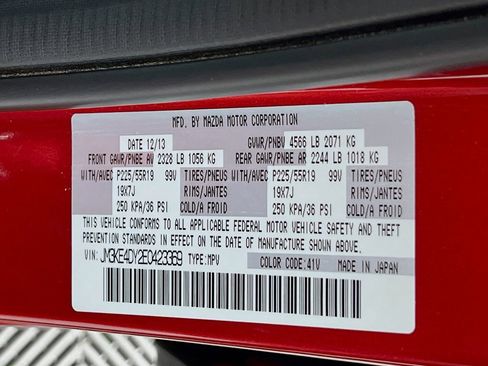 MFD. BY MAZDA MOTOR CORPORATION
DATE 12/13 GVWR/PNBV 4566 LB 2071 KG
FRONT GAWR/PNBE AV 2328 LB 1056 KG REAR GAWR/PNBE AR 2244 LB 1018 KG
WITH/AVEC P225/55R19 99V TIRES/PNEUS WITH/AVEC P225/55R19 99V TIRES/PNEUS
19X7J RIMS/JANTES 19X7J RIMS/JANTES
250 KPA/36 PSI COLD/A FROID 250 KPA/36 PSI COLD/A FROID
THIS VEHICLE CONFORMS TO ALL APPLICABLE FEDERAL MOTOR VEHICLE SAFETY AND THEFT
PREVENTION STANDARDS IN EFFECT ON THE DATE OF MANUFACTURE SHOWN ABOVE.
VIN: JM3KE4DY2E0423369 TYPE:MPV COLOR CODE:41V MADE IN JAPAN